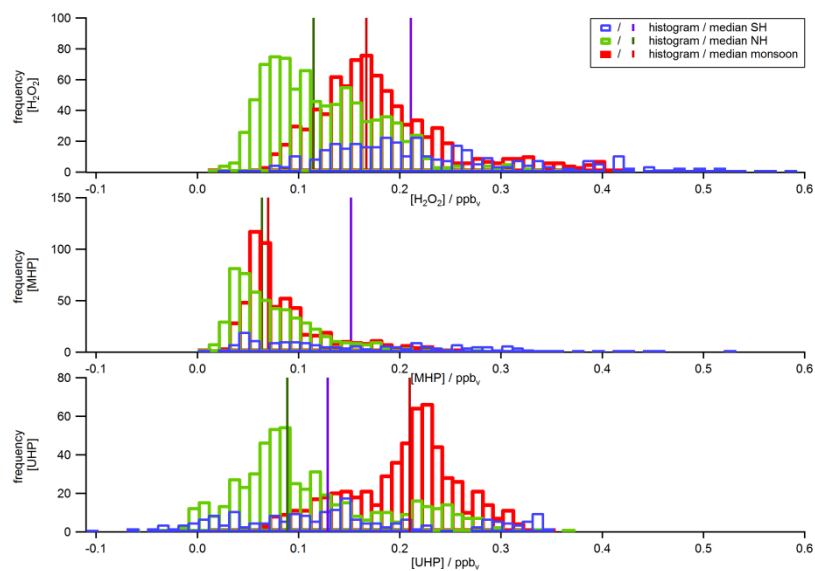 / histogram / median SH
/ histogram / median NH
/ histogram / median monsoon
frequency
[H₂O₂]
100
80
60
40
20
0
-0.1 0.0 0.1 0.2 0.3 0.4 0.5 0.6
[H₂O₂] / ppbᵥ
frequency
[MHP]
150
100
50
0
-0.1 0.0 0.1 0.2 0.3 0.4 0.5 0.6
[MHP] / ppbᵥ
frequency
[UHP]
80
60
40
20
0
-0.1 0.0 0.1 0.2 0.3 0.4 0.5 0.6
[UHP] / ppbᵥ